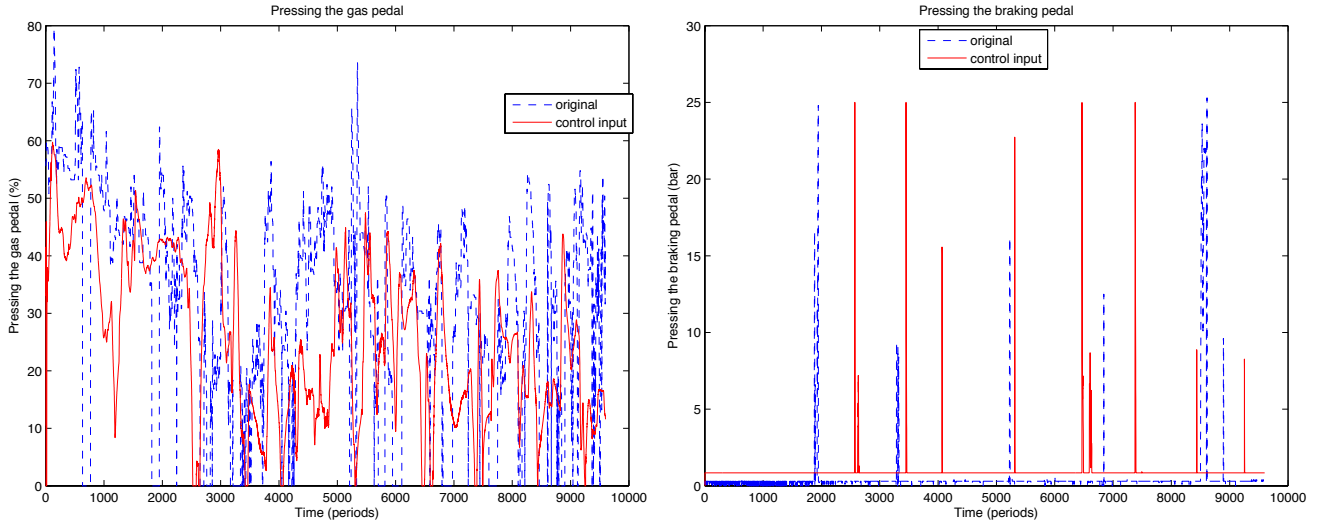 Pressing the gas pedal
80
70
60
50
40
30
20
10
0
Pressing the gas pedal (%)
original
control input
0 1000 2000 3000 4000 5000 6000 7000 8000 9000 10000
Time (periods)
Pressing the braking pedal
30
25
20
15
10
5
0
Pressing the braking pedal (bar)
original
control input
0 1000 2000 3000 4000 5000 6000 7000 8000 9000 10000
Time (periods)